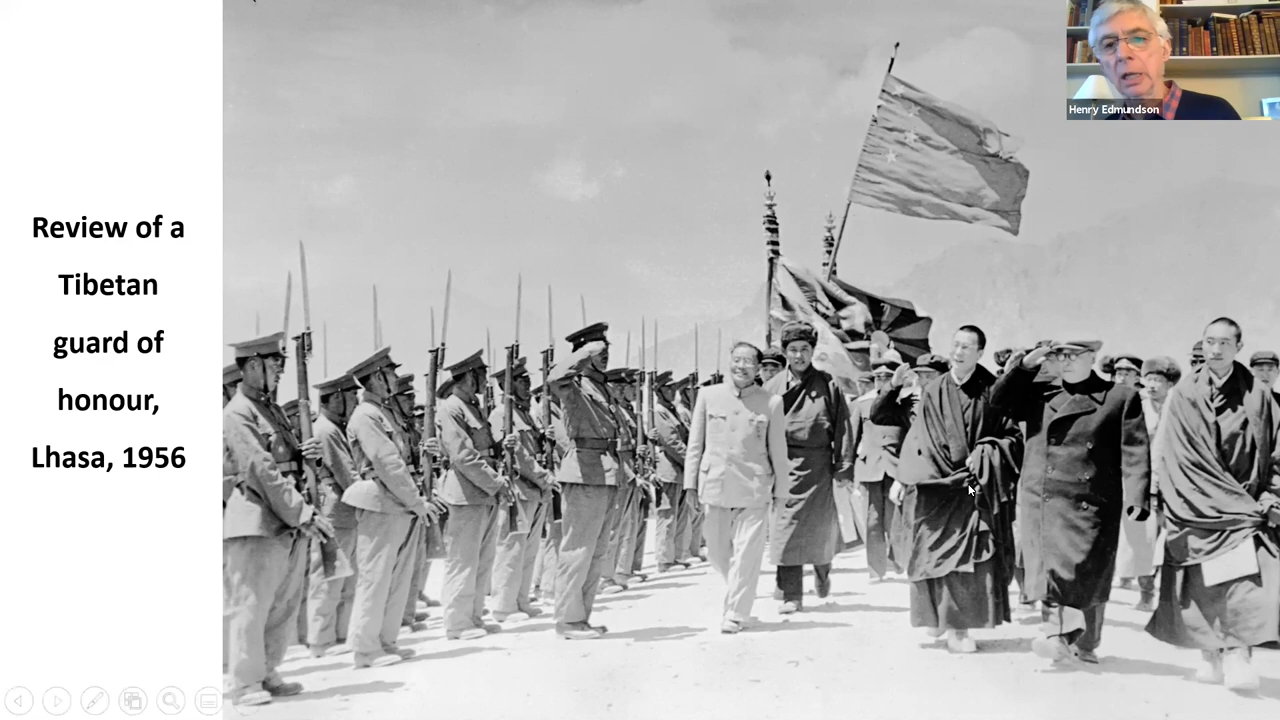 Review of a
Tibetan
guard of
honour,
Lhasa, 1956
Henry Edmundson